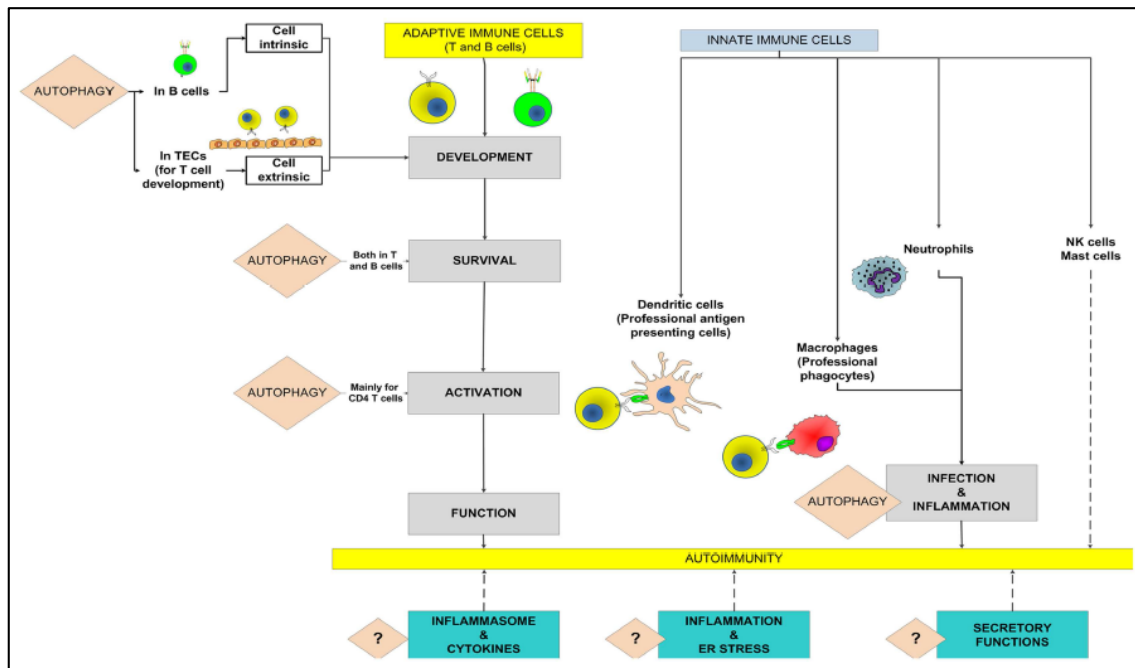 ADAPTIVE IMMUNE CELLS
(T and B cells)
INNATE IMMUNE CELLS
Cell
intrinsic
AUTOPHAGY
In B cells
In TECs
(for T cell
development)
Cell
extrinsic
DEVELOPMENT
AUTOPHAGY
Both in T
and B cells
SURVIVAL
Neutrophils
NK cells
Mast cells
Dendritic cells
(Professional antigen
presenting cells)
Macrophages
(Professional
phagocytes)
AUTOPHAGY
Mainly for
CD4 T cells
ACTIVATION
FUNCTION
AUTOPHAGY
INFECTION
&
INFLAMMATION
AUTOIMMUNITY
?
INFLAMMASOME
&
CYTOKINES
?
INFLAMMATION
&
ER STRESS
?
SECRETORY
FUNCTIONS